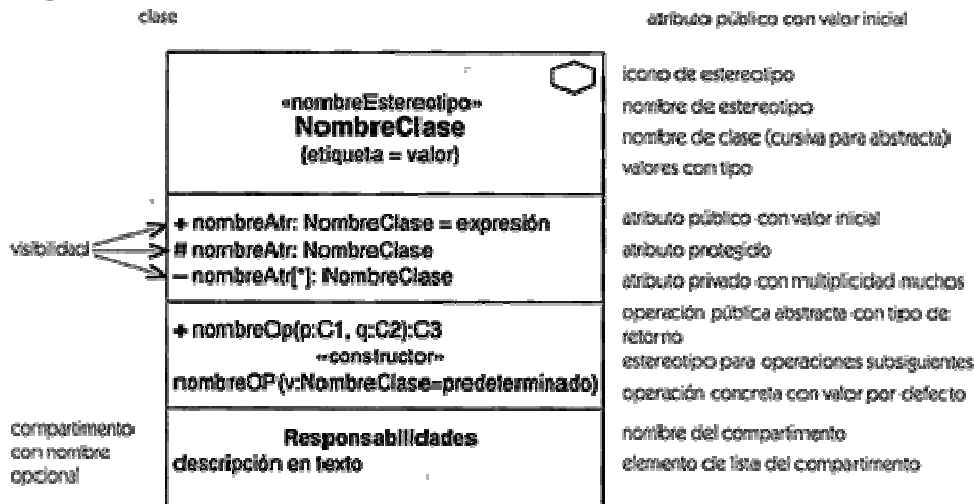 clase
atributo público con valor inicial
icono de estereotipo
«nombreEstereotipo»
nombre de estereotipo
NombreClase
nombre de clase (cursiva para abstracta)
{etiqueta = valor}
valores con tipo
+ nombreAtr: NombreClase = expresión
atributo público con valor inicial
visibilidad
# nombreAtr: NombreClase
atributo protegido
– nombreAtr[*]: NombreClase
atributo privado con multiplicidad muchos
+ nombreOp(p:C1, q:C2):C3
operación pública abstracta con tipo de
retorno
«constructor»
estereotipo para operaciones subsiguientes
nombreOP(v:NombreClase=predeterminado)
operación concreta con valor por defecto
compartimento
con nombre
opcional
Responsabilidades
nombre del compartimento
descripción en texto
elemento de lista del compartimento